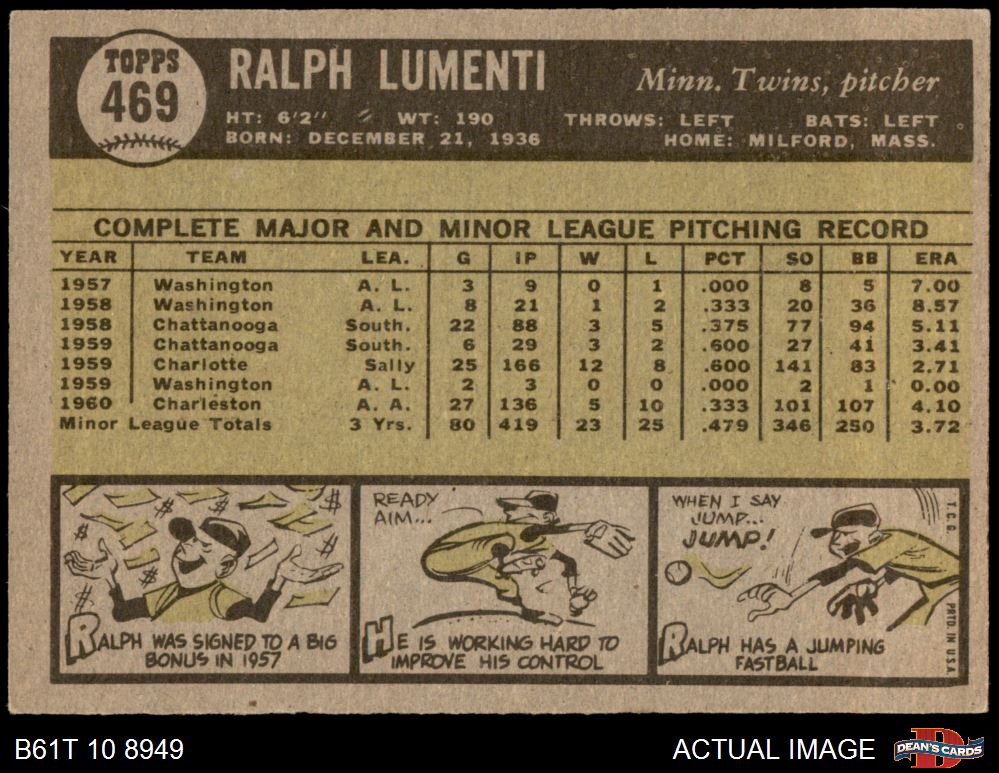 TOPPS
469
RALPH LUMENTI
Minn. Twins, pitcher
HT: 6'2" WT: 190 THROWS: LEFT BATS: LEFT
BORN: DECEMBER 21, 1936 HOME: MILFORD, MASS.
COMPLETE MAJOR AND MINOR LEAGUE PITCHING RECORD
YEAR TEAM LEA. G IP W L PCT SO BB ERA
1957 Washington A. L. 3 9 0 1 .000 8 5 7.00
1958 Washington A. L. 8 21 1 2 .333 20 36 8.57
1958 Chattanooga South. 22 88 3 5 .375 77 94 5.11
1959 Chattanooga South. 6 29 3 2 .600 27 41 3.41
1959 Charlotte Sally 25 166 12 8 .600 141 83 2.71
1959 Washington A. L. 2 3 0 0 .000 2 1 0.00
1960 Charleston A. A. 27 136 5 10 .333 101 107 4.10
Minor League Totals 3 Yrs. 80 419 23 25 .479 346 250 3.72
RALPH WAS SIGNED TO A BIG
BONUS IN 1957
READY
AIM...
HE IS WORKING HARD TO
IMPROVE HIS CONTROL
WHEN I SAY
JUMP...
JUMP!
RALPH HAS A JUMPING
FASTBALL
T.C.G.
PRTD. IN U.S.A.
B61T 10 8949
ACTUAL IMAGE
DEAN'S CARDS